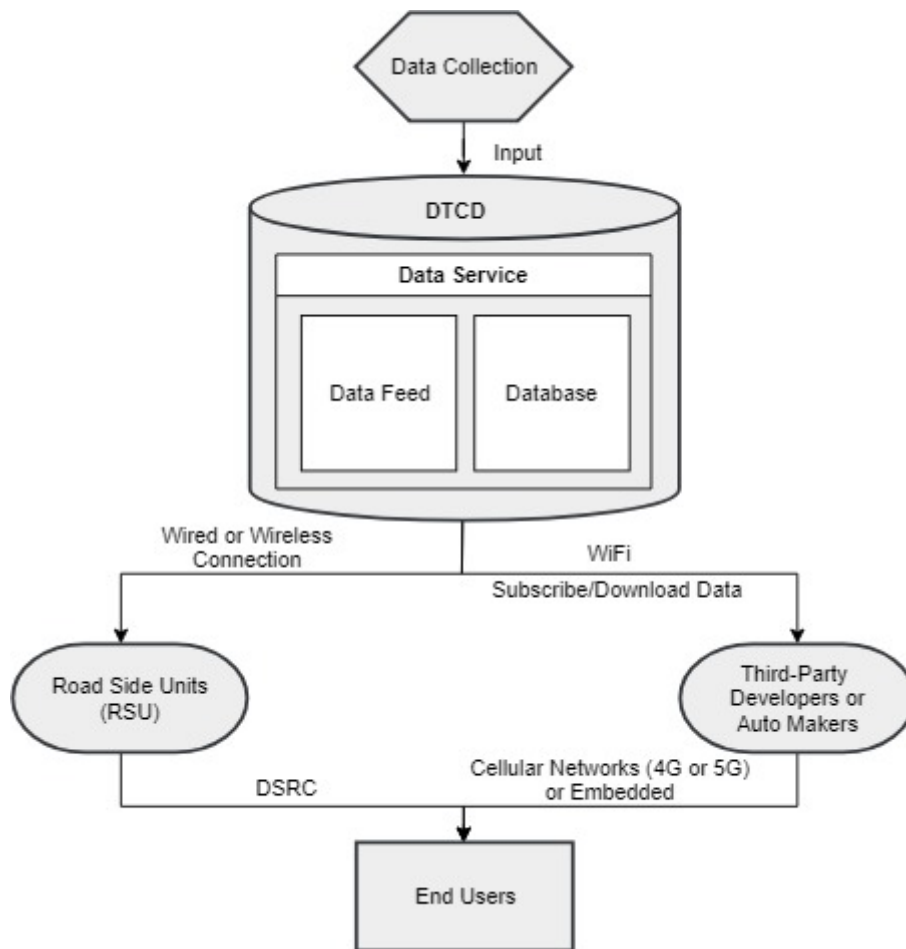 Data Collection
Input
DTCD
Data Service
Data Feed
Database
Wired or Wireless
Connection
WiFi
Subscribe/Download Data
Road Side Units
(RSU)
Third-Party
Developers or
Auto Makers
DSRC
Cellular Networks (4G or 5G)
or Embedded
End Users